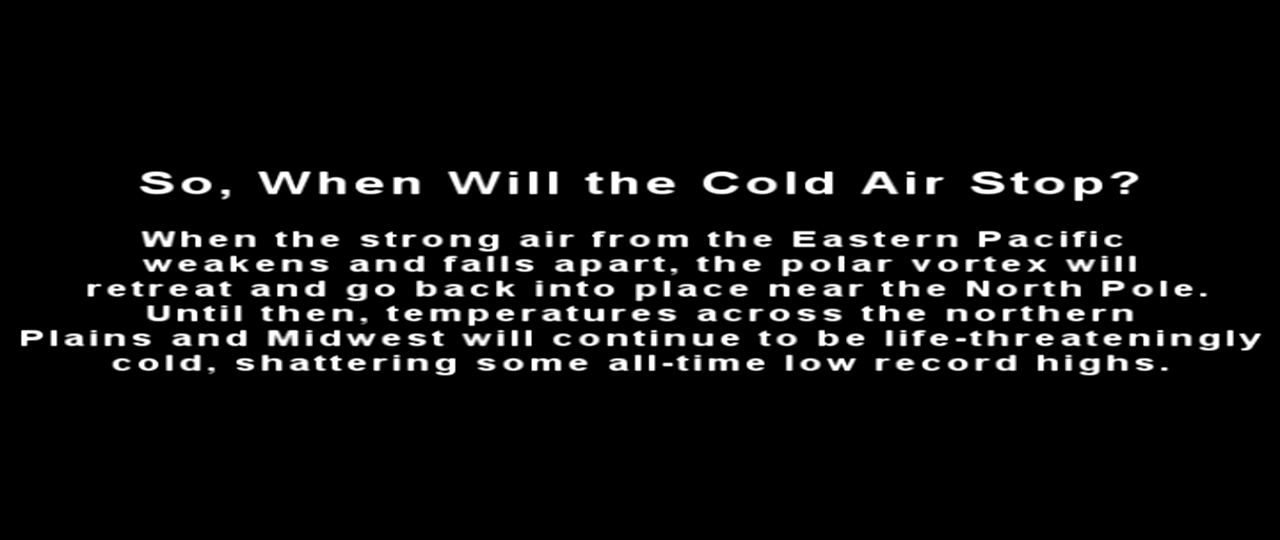 So, When Will the Cold Air Stop?
When the strong air from the Eastern Pacific
weakens and falls apart, the polar vortex will
retreat and go back into place near the North Pole.
Until then, temperatures across the northern
Plains and Midwest will continue to be life-threateningly
cold, shattering some all-time low record highs.